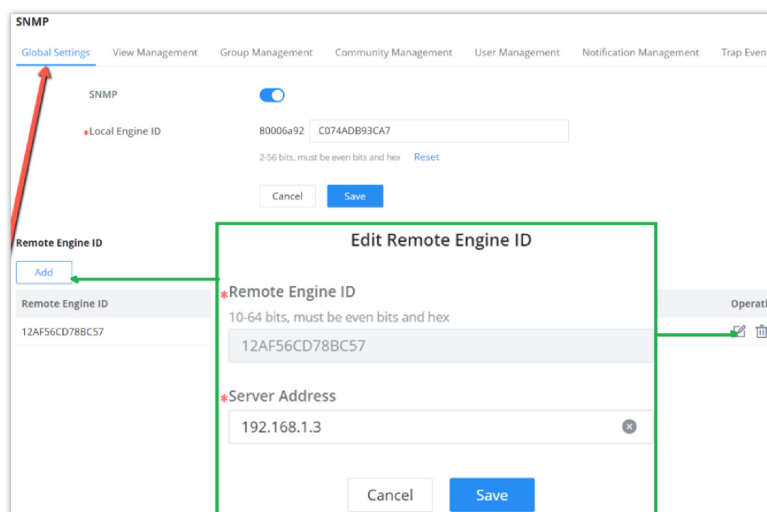 SNMP
Global Settings View Management Group Management Community Management User Management Notification Management Trap Even
SNMP
*Local Engine ID 80006a92 C074ADB93CA7
2-56 bits, must be even bits and hex Reset
Cancel Save
Remote Engine ID
Add
Remote Engine ID Operati
12AF56CD78BC57
Edit Remote Engine ID
*Remote Engine ID
10-64 bits, must be even bits and hex
12AF56CD78BC57
*Server Address
192.168.1.3
Cancel Save